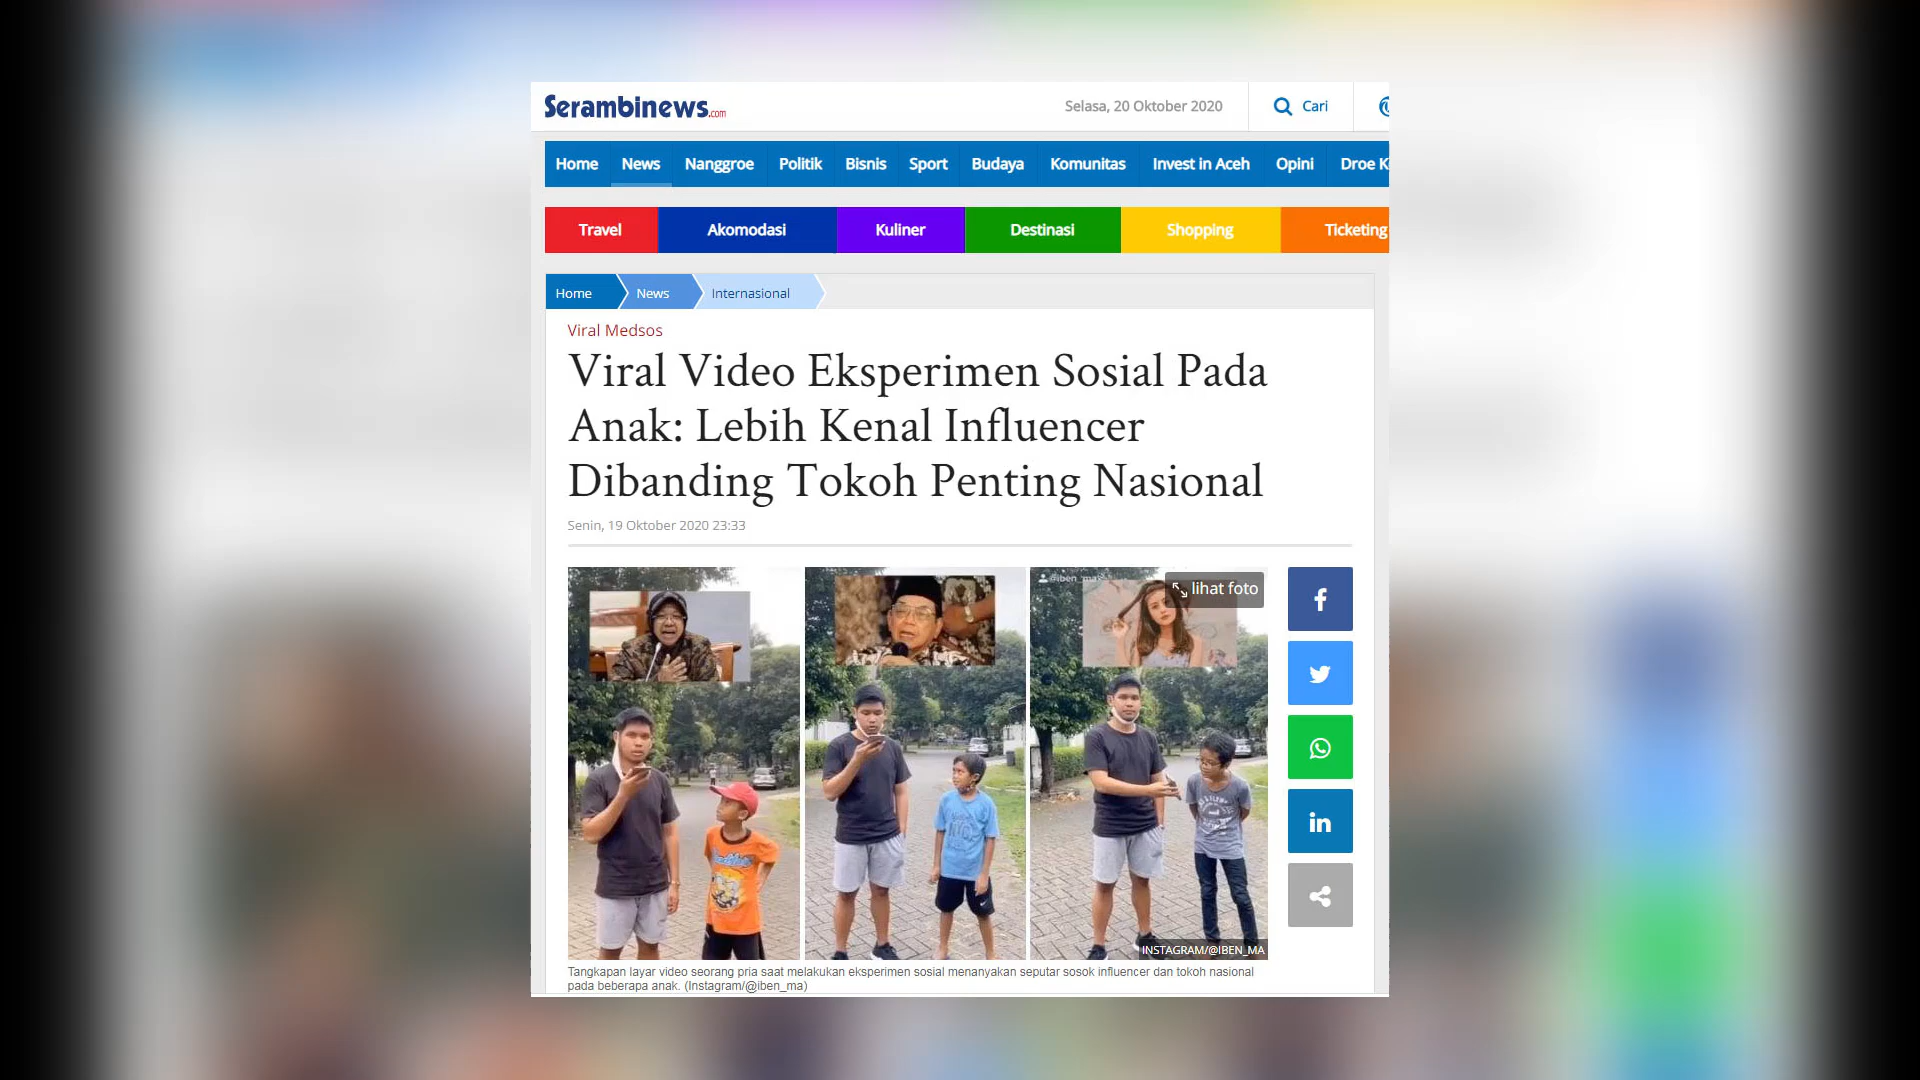 Serambinews.com
Selasa, 20 Oktober 2020
Cari
Home News Nanggroe Politik Bisnis Sport Budaya Komunitas Invest in Aceh Opini Droe K
Travel Akomodasi Kuliner Destinasi Shopping Ticketing
Home News Internasional
Viral Medsos
Viral Video Eksperimen Sosial Pada
Anak: Lebih Kenal Influencer
Dibanding Tokoh Penting Nasional
Senin, 19 Oktober 2020 23:33
@iben_ma
lihat foto
INSTAGRAM/@IBEN_MA
Tangkapan layar video seorang pria saat melakukan eksperimen sosial menanyakan seputar sosok influencer dan tokoh nasional
pada beberapa anak. (Instagram/@iben_ma)